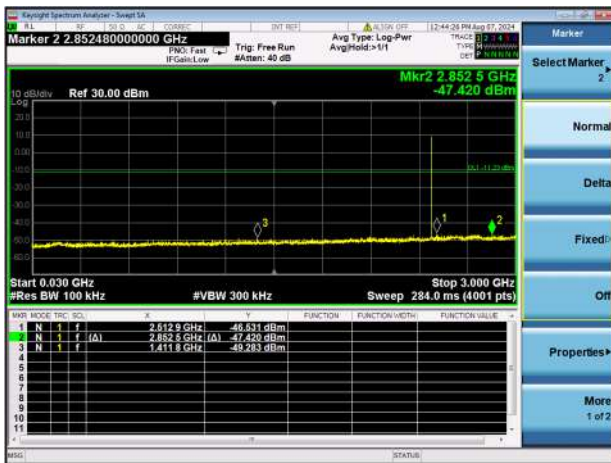 Keysight Spectrum Analyzer - Swept SA
RL RF 50 Ω AC CORREC INT REF ALIGN OFF 12:44:26 PM Aug 07, 2024
Marker 2 2.852480000000 GHz
PNO: Fast
IFGain:Low
Trig: Free Run
#Atten: 40 dB
Avg Type: Log-Pwr
Avg|Hold:>1/1
TRACE 1 2 3 4 5 6
TYPE M
DET P N N N N N
Mkr2 2.852 5 GHz
-47.420 dBm
10 dB/div Ref 30.00 dBm
Log
20.0
10.0
0.00
-10.0
DL1 -11.23 dBm
-20.0
-30.0
-40.0
-50.0
-60.0
1
2
3
Start 0.030 GHz
Stop 3.000 GHz
#Res BW 100 kHz #VBW 300 kHz Sweep 284.0 ms (4001 pts)
MKR MODE TRC SCL X Y FUNCTION FUNCTION WIDTH FUNCTION VALUE
1 N 1 f 2.512 9 GHz -46.531 dBm
2 N 1 f (Δ) 2.852 5 GHz (Δ) -47.420 dBm
3 N 1 f 1.411 8 GHz -49.283 dBm
4
5
6
7
8
9
10
11
MSG STATUS
Marker
Select Marker
2
Normal
Delta
Fixed
Off
Properties
More
1 of 2